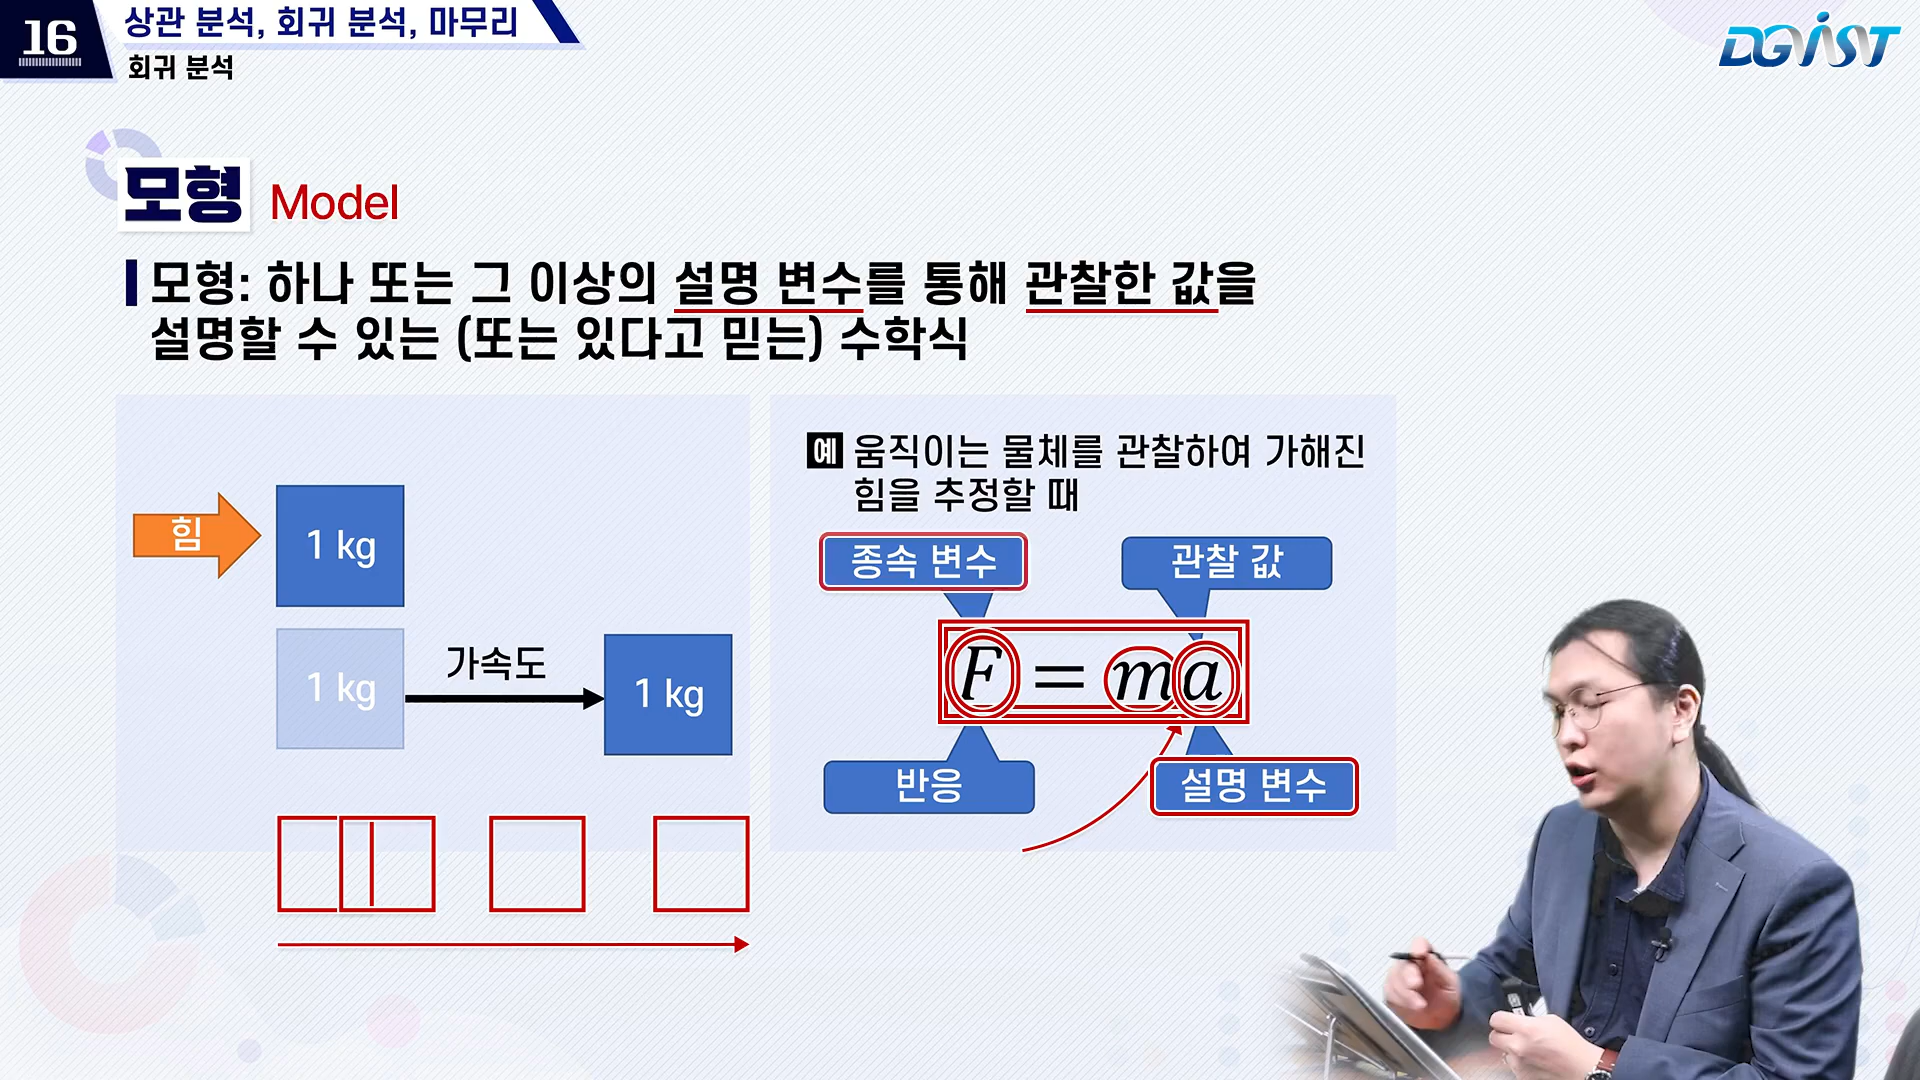 16
상관 분석, 회귀 분석, 마무리
회귀 분석
DGIST
모형 Model
모형: 하나 또는 그 이상의 설명 변수를 통해 관찰한 값을
설명할 수 있는 (또는 있다고 믿는) 수학식
힘
1 kg
1 kg
가속도
1 kg
예 움직이는 물체를 관찰하여 가해진
힘을 추정할 때
종속 변수
관찰 값
F = ma
반응
설명 변수